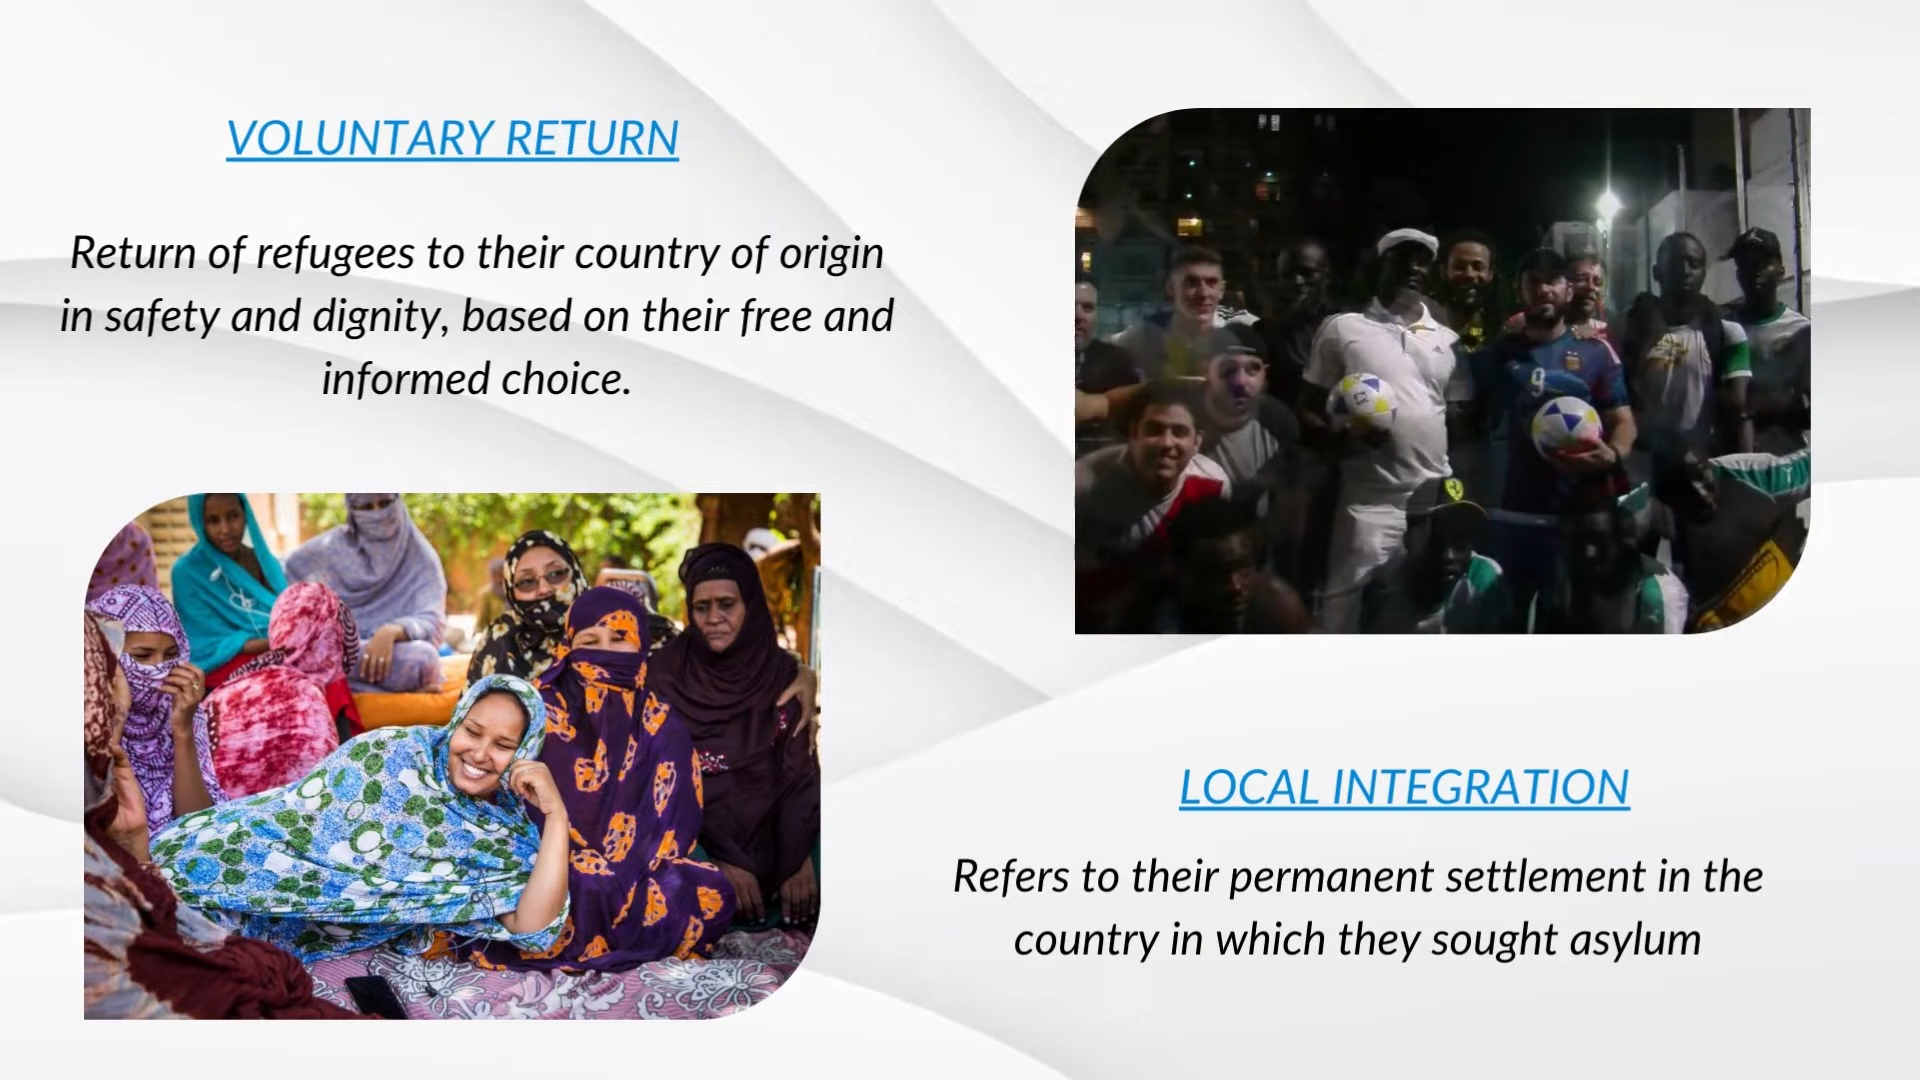 VOLUNTARY RETURN
Return of refugees to their country of origin
in safety and dignity, based on their free and
informed choice.
9
LOCAL INTEGRATION
Refers to their permanent settlement in the
country in which they sought asylum